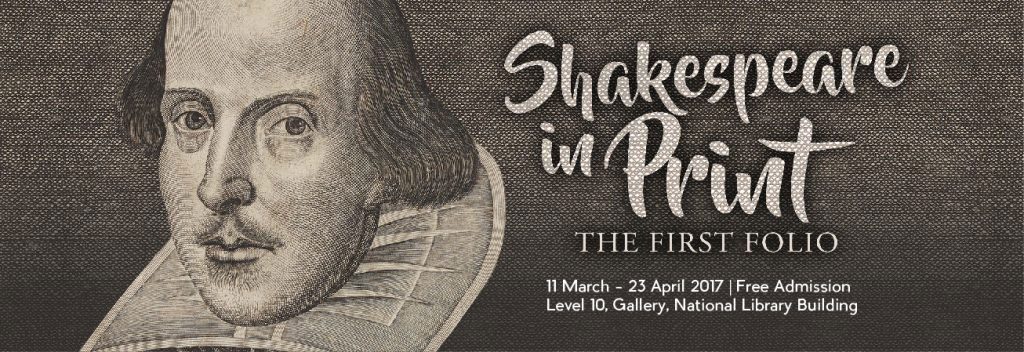 Shakespeare
in Print
THE FIRST FOLIO
11 March - 23 April 2017 | Free Admission
Level 10, Gallery, National Library Building